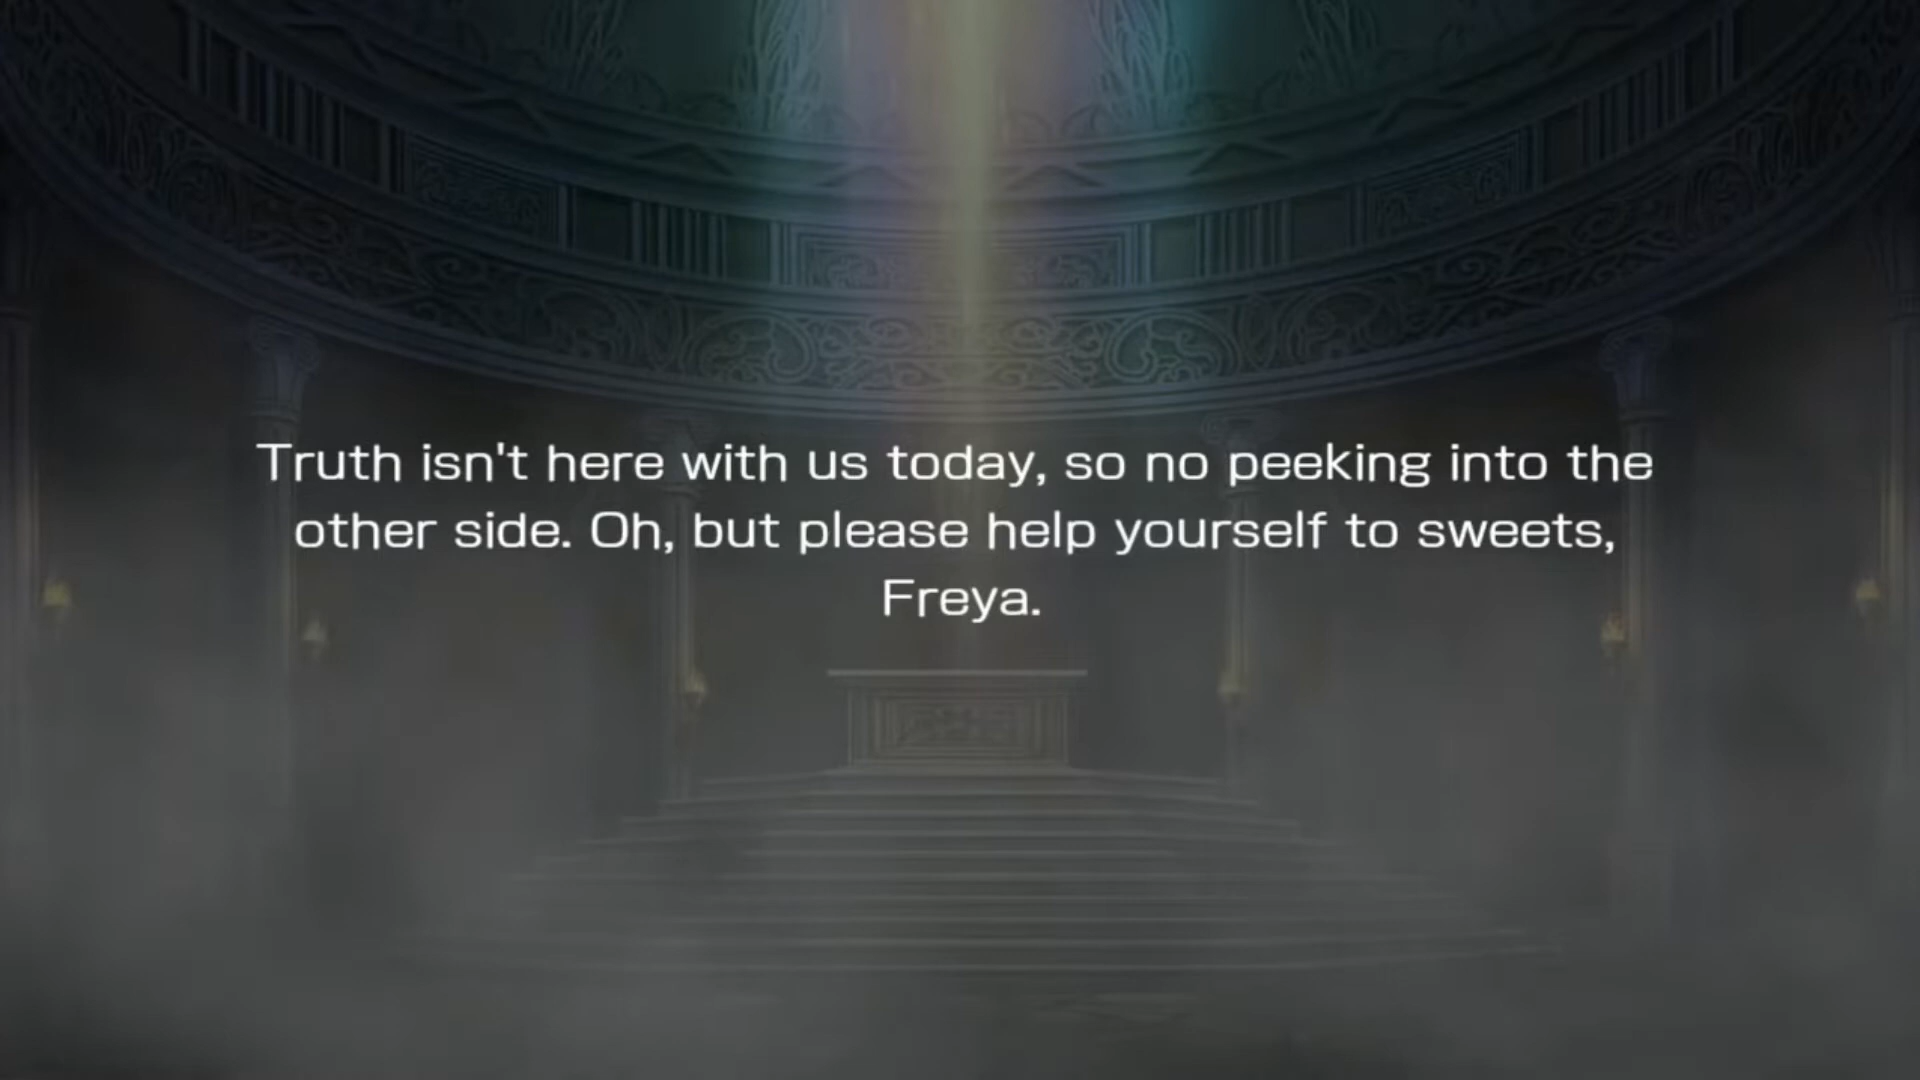 Truth isn't here with us today, so no peeking into the
other side. Oh, but please help yourself to sweets,
Freya.